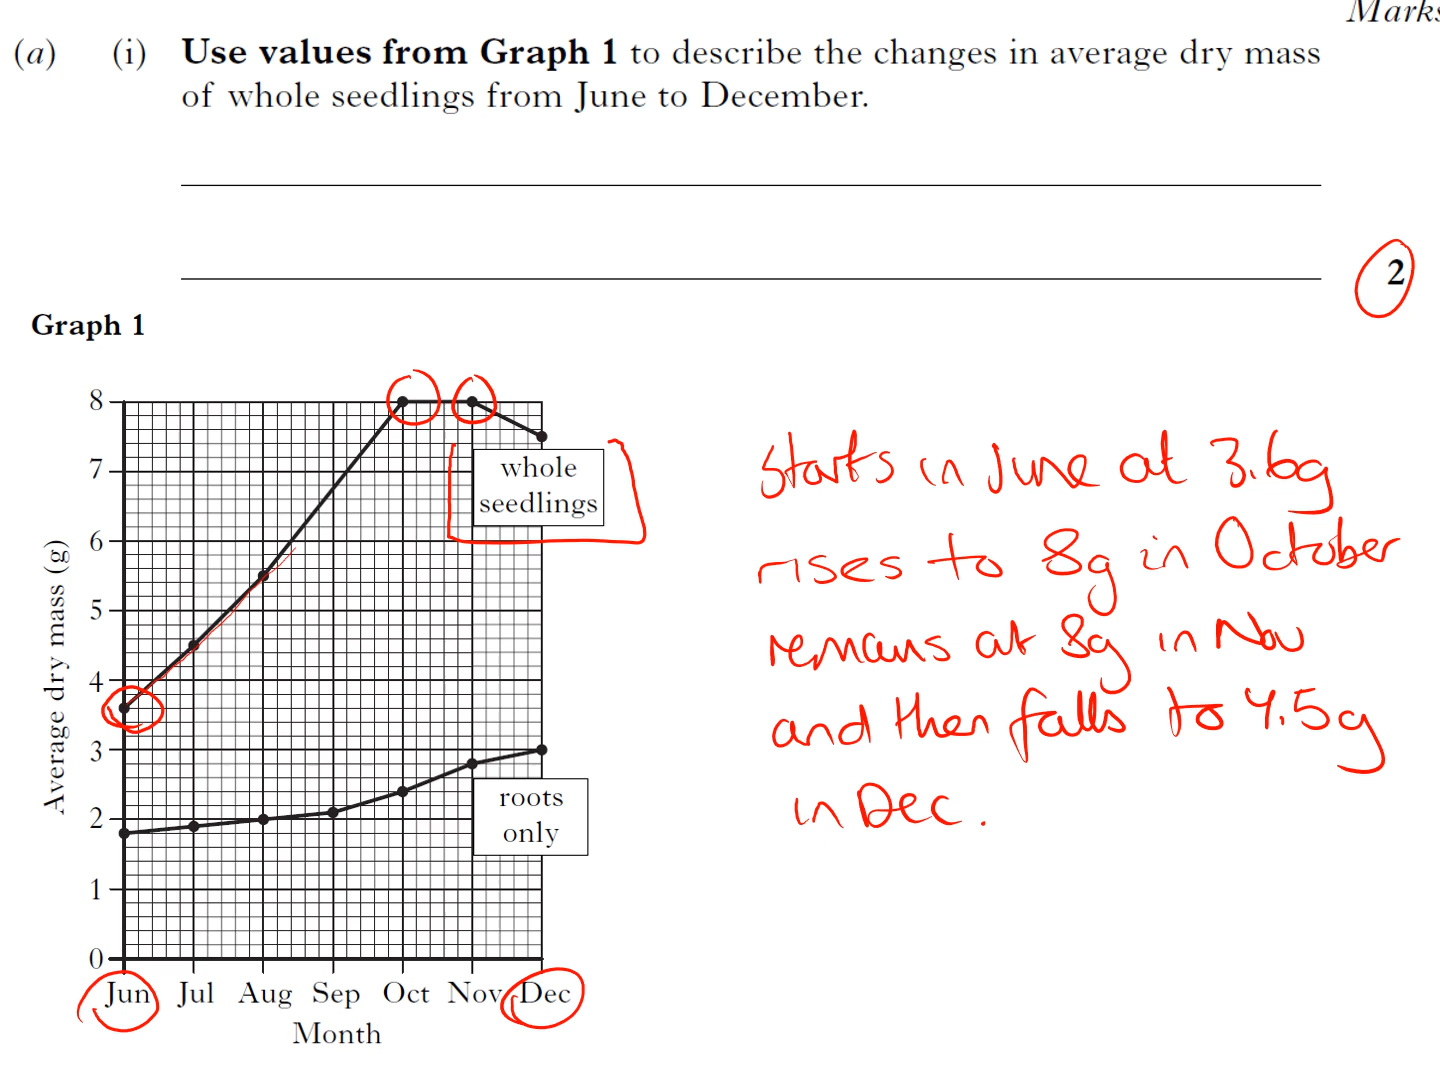 Marks
(a) (i) Use values from Graph 1 to describe the changes in average dry mass
of whole seedlings from June to December.
2
Graph 1
8
7
6
5
4
3
2
1
0
Average dry mass (g)
whole
seedlings
roots
only
Jun Jul Aug Sep Oct Nov Dec
Month
Starts in June at 3.6g
rises to 8g in October
remains at 8g in Nov
and then falls to 7.5g
in Dec.